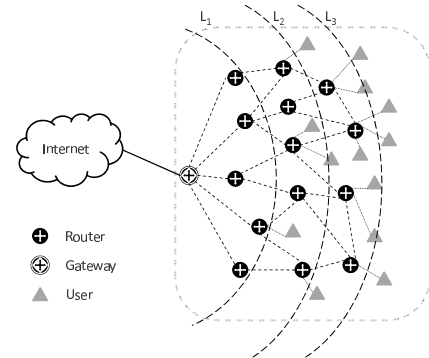 L1 L2 L3
Internet
Router
Gateway
User